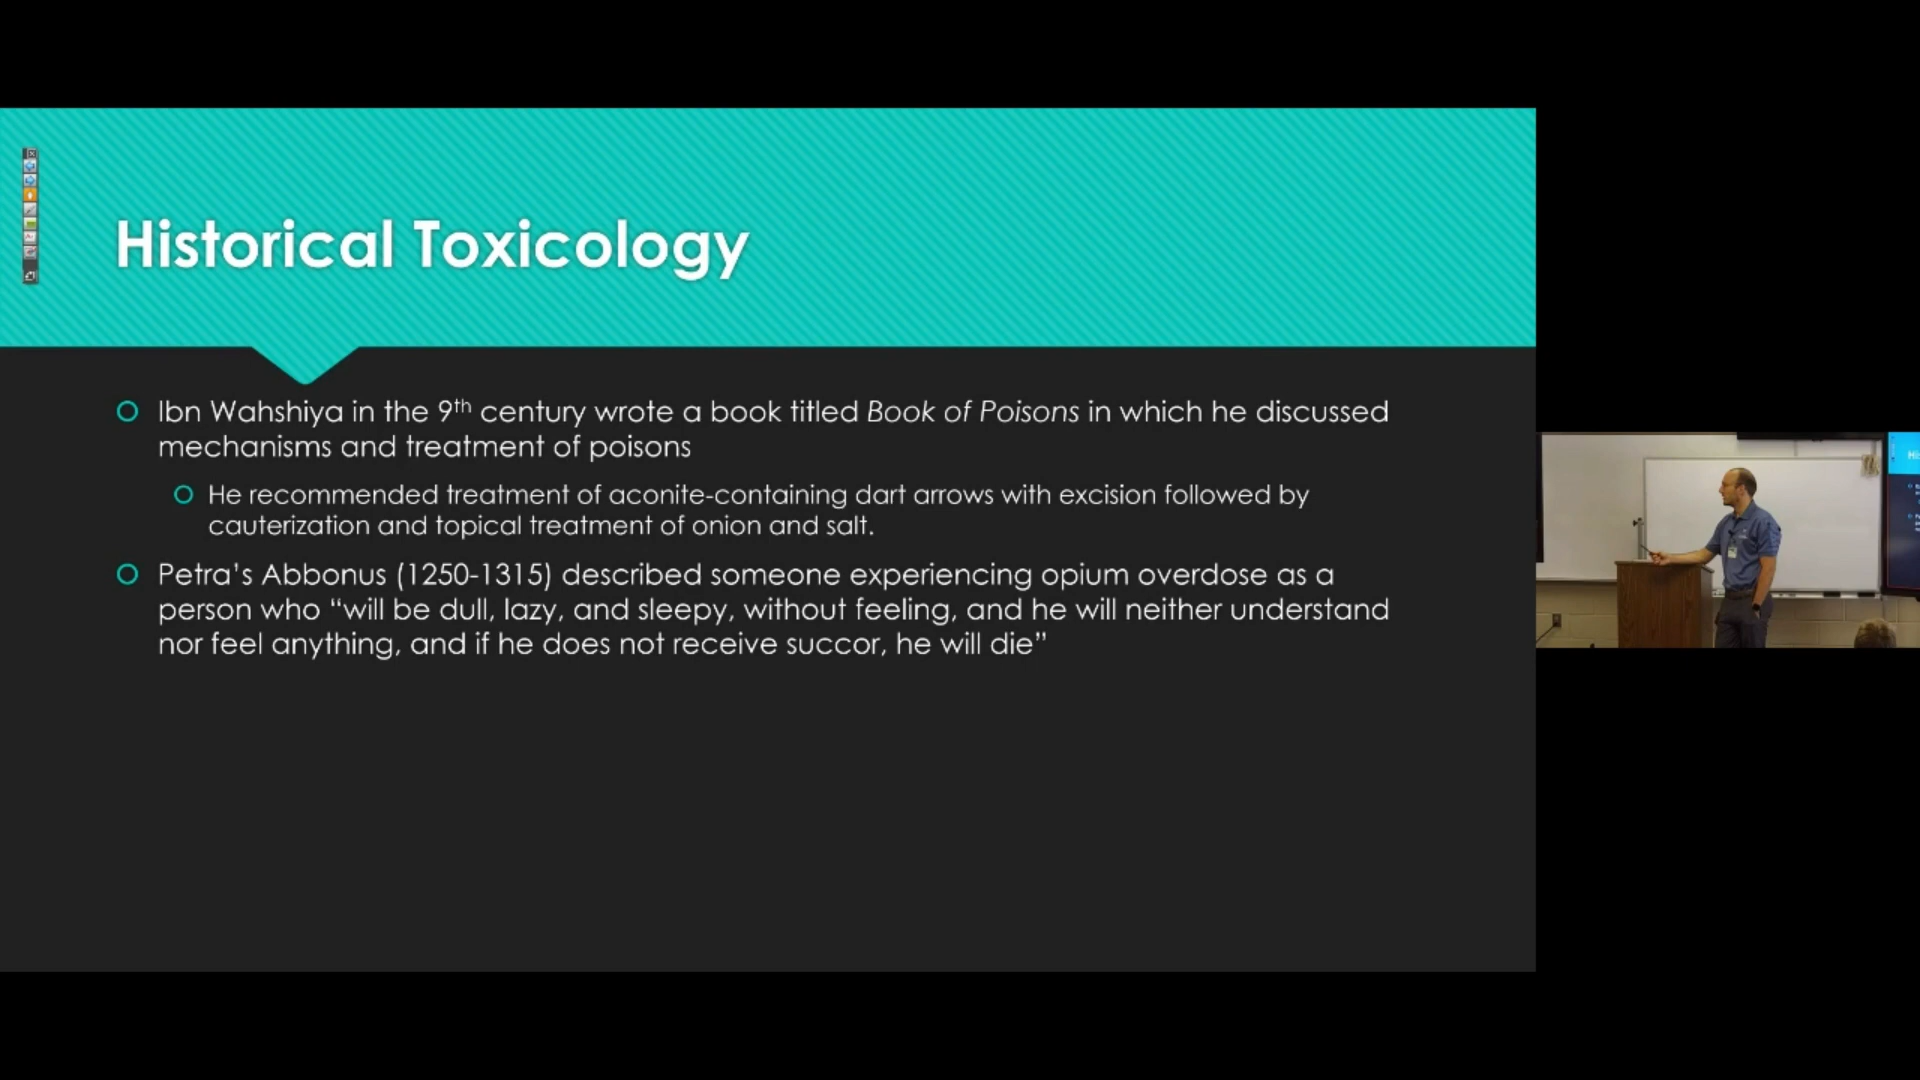 Historical Toxicology
Ibn Wahshiya in the 9th century wrote a book titled Book of Poisons in which he discussed
mechanisms and treatment of poisons
He recommended treatment of aconite-containing dart arrows with excision followed by
cauterization and topical treatment of onion and salt.
Petra’s Abbonus (1250-1315) described someone experiencing opium overdose as a
person who “will be dull, lazy, and sleepy, without feeling, and he will neither understand
nor feel anything, and if he does not receive succor, he will die”